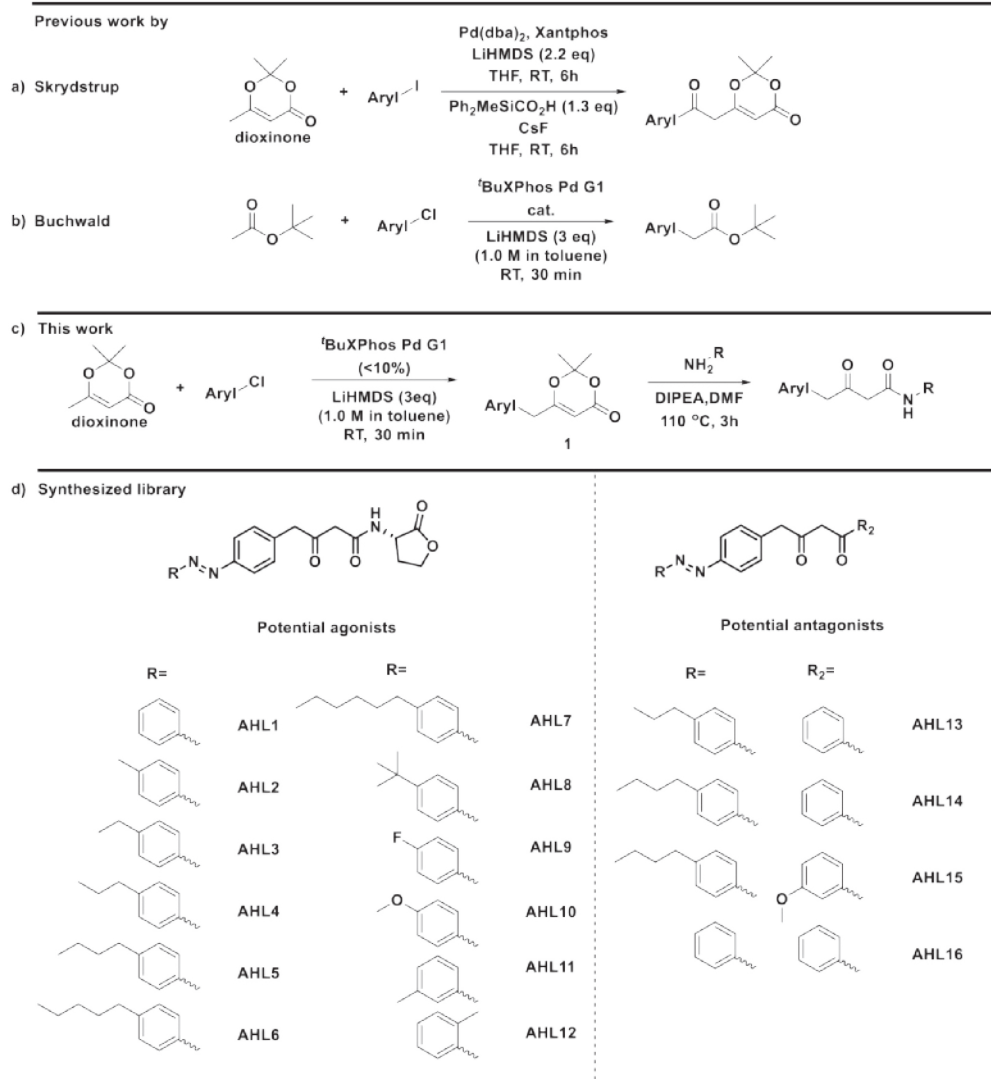 Previous work by
a) Skrydstrup
O
O
O
dioxinone
+
Aryl
I
Pd(dba)2, Xantphos
LiHMDS (2.2 eq)
THF, RT, 6h
Ph2MeSiCO2H (1.3 eq)
CsF
THF, RT, 6h
Aryl
O
O
O
O
b) Buchwald
O
O
+
Aryl
Cl
tBuXPhos Pd G1
cat.
LiHMDS (3 eq)
(1.0 M in toluene)
RT, 30 min
Aryl
O
O
c) This work
O
O
O
dioxinone
+
Aryl
Cl
tBuXPhos Pd G1
(<10%)
LiHMDS (3eq)
(1.0 M in toluene)
RT, 30 min
Aryl
O
O
O
1
R
NH2
DIPEA,DMF
110 °C, 3h
Aryl
O
O
N
H
R
d) Synthesized library
R
N
N
O
O
H
N
O
O
Potential agonists
R
N
N
O
O
R2
Potential antagonists
R=
AHL1
AHL2
AHL3
AHL4
AHL5
AHL6
R=
AHL7
AHL8
F
AHL9
O
AHL10
AHL11
AHL12
R=
R2=
AHL13
AHL14
AHL15
O
AHL16